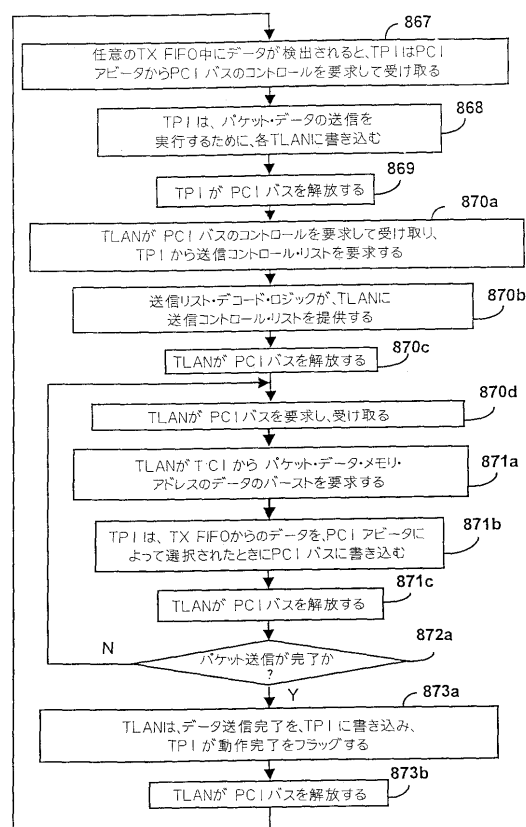 867
任意のTX FIFO中にデータが検出されると、TPIはPCI
アビータからPCIバスのコントロールを要求して受け取る
868
TPIは、パケット・データの送信を
実行するために、各TLANに書き込む
869
TPIが PCIバスを解放する
870a
TLANが PCIバスのコントロールを要求して受け取り、
TPIから送信コントロール・リストを要求する
870b
送信リスト・デコード・ロジックが、TLANに
送信コントロール・リストを提供する
870c
TLANが PCIバスを解放する
870d
TLANが PCIバスを要求し、受け取る
871a
TLANが T・CIから パケット・データ・メモリ・
アドレスのデータのバーストを要求する
871b
TPIは、TX FIFOからのデータを、PCIアビータに
よって選択されたときにPCIバスに書き込む
871c
TLANが PCIバスを解放する
872a
N
パケット送信が完了か
?
Y
873a
TLANは、データ送信完了を、TPIに書き込み、
TPIが動作完了をフラッグする
873b
TLANが PCIバスを解放する